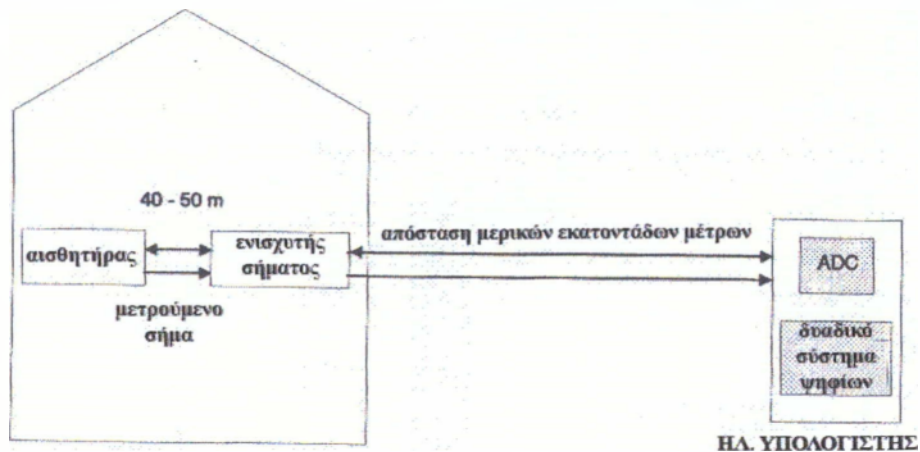 40 - 50 m
αισθητήρας
ενισχυτής
σήματος
απόσταση μερικών εκατοντάδων μέτρων
μετρούμενο
σήμα
ADC
δυαδικό
σύστημα
ψηφίων
ΗΛ. ΥΠΟΛΟΓΙΣΤΗΣ